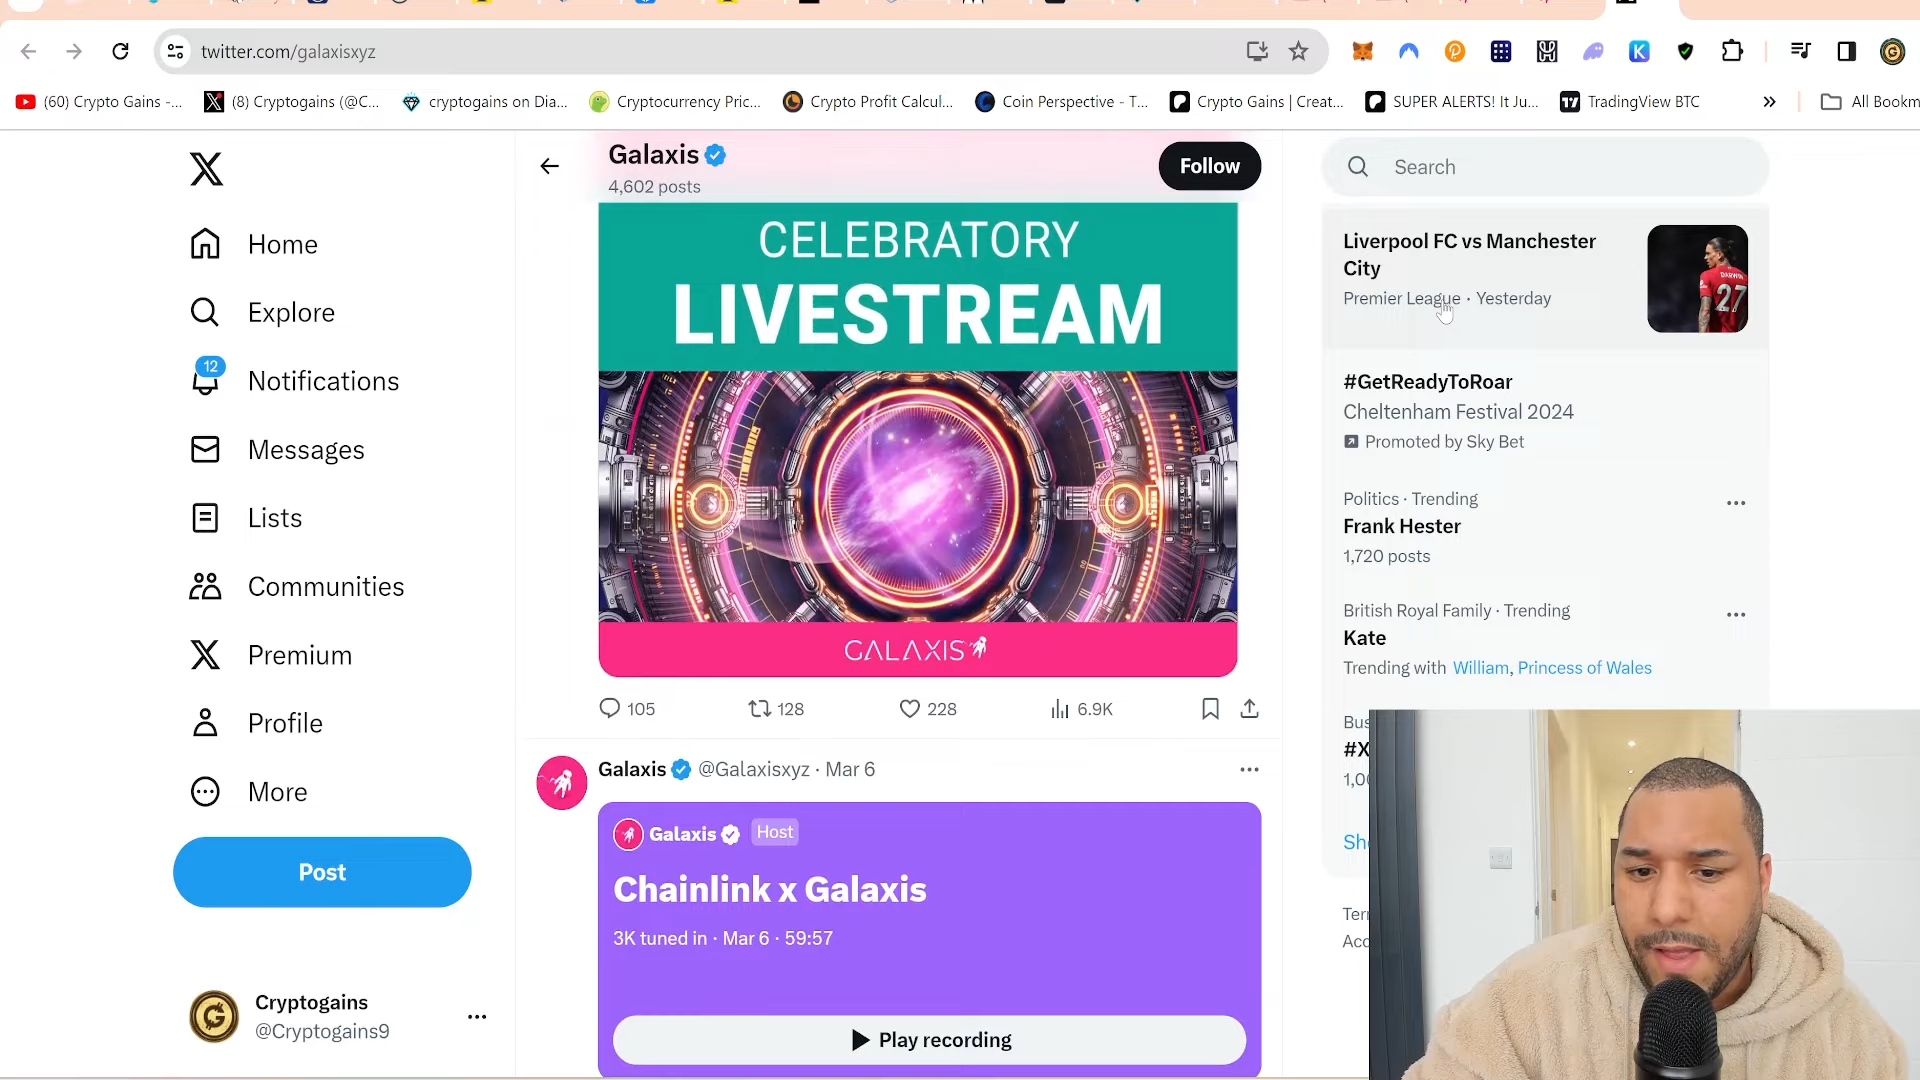 twitter.com/galaxisxyz
(60) Crypto Gains -...
(8) Cryptogains (@C...
cryptogains on Dia...
Cryptocurrency Pric...
Crypto Profit Calcul...
Coin Perspective - T...
Crypto Gains | Creat...
SUPER ALERTS! It Ju...
TradingView BTC
All Bookm
Home
Explore
12
Notifications
Messages
Lists
Communities
Premium
Profile
More
Post
Cryptogains
@Cryptogains9
Galaxis
4,602 posts
Follow
CELEBRATORY
LIVESTREAM
GALAXIS
105
128
228
6.9K
Galaxis @Galaxisxyz · Mar 6
Galaxis Host
Chainlink x Galaxis
3K tuned in · Mar 6 · 59:57
Play recording
Search
Liverpool FC vs Manchester
City
Premier League · Yesterday
DARWIN
27
#GetReadyToRoar
Cheltenham Festival 2024
Promoted by Sky Bet
Politics · Trending
Frank Hester
1,720 posts
British Royal Family · Trending
Kate
Trending with William, Princess of Wales